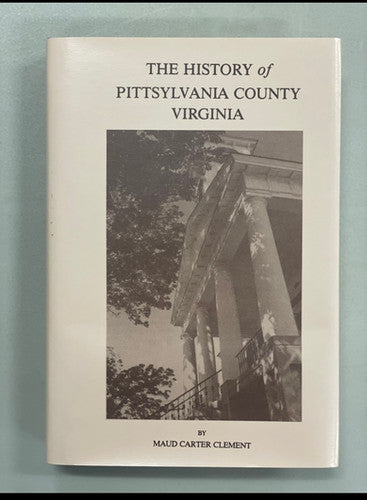 THE HISTORY of
PITTSYLVANIA COUNTY
VIRGINIA
BY
MAUD CARTER CLEMENT